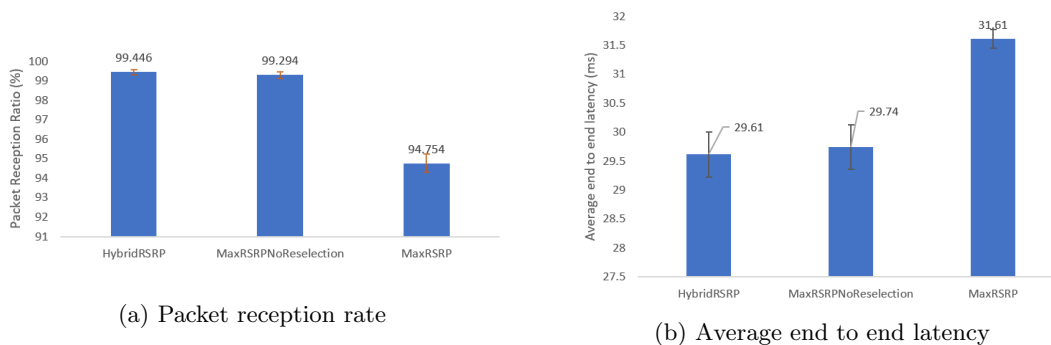 99.446
99.294
94.754
100
99
98
97
96
95
94
93
92
91
Packet Reception Ratio (%)
HybridRSRP
MaxRSRPNoReselection
MaxRSRP
(a) Packet reception rate
31.61
29.61
29.74
32
31.5
31
30.5
30
29.5
29
28.5
28
27.5
Average end to end latency (ms)
HybridRSRP
MaxRSRPNoReselection
MaxRSRP
(b) Average end to end latency